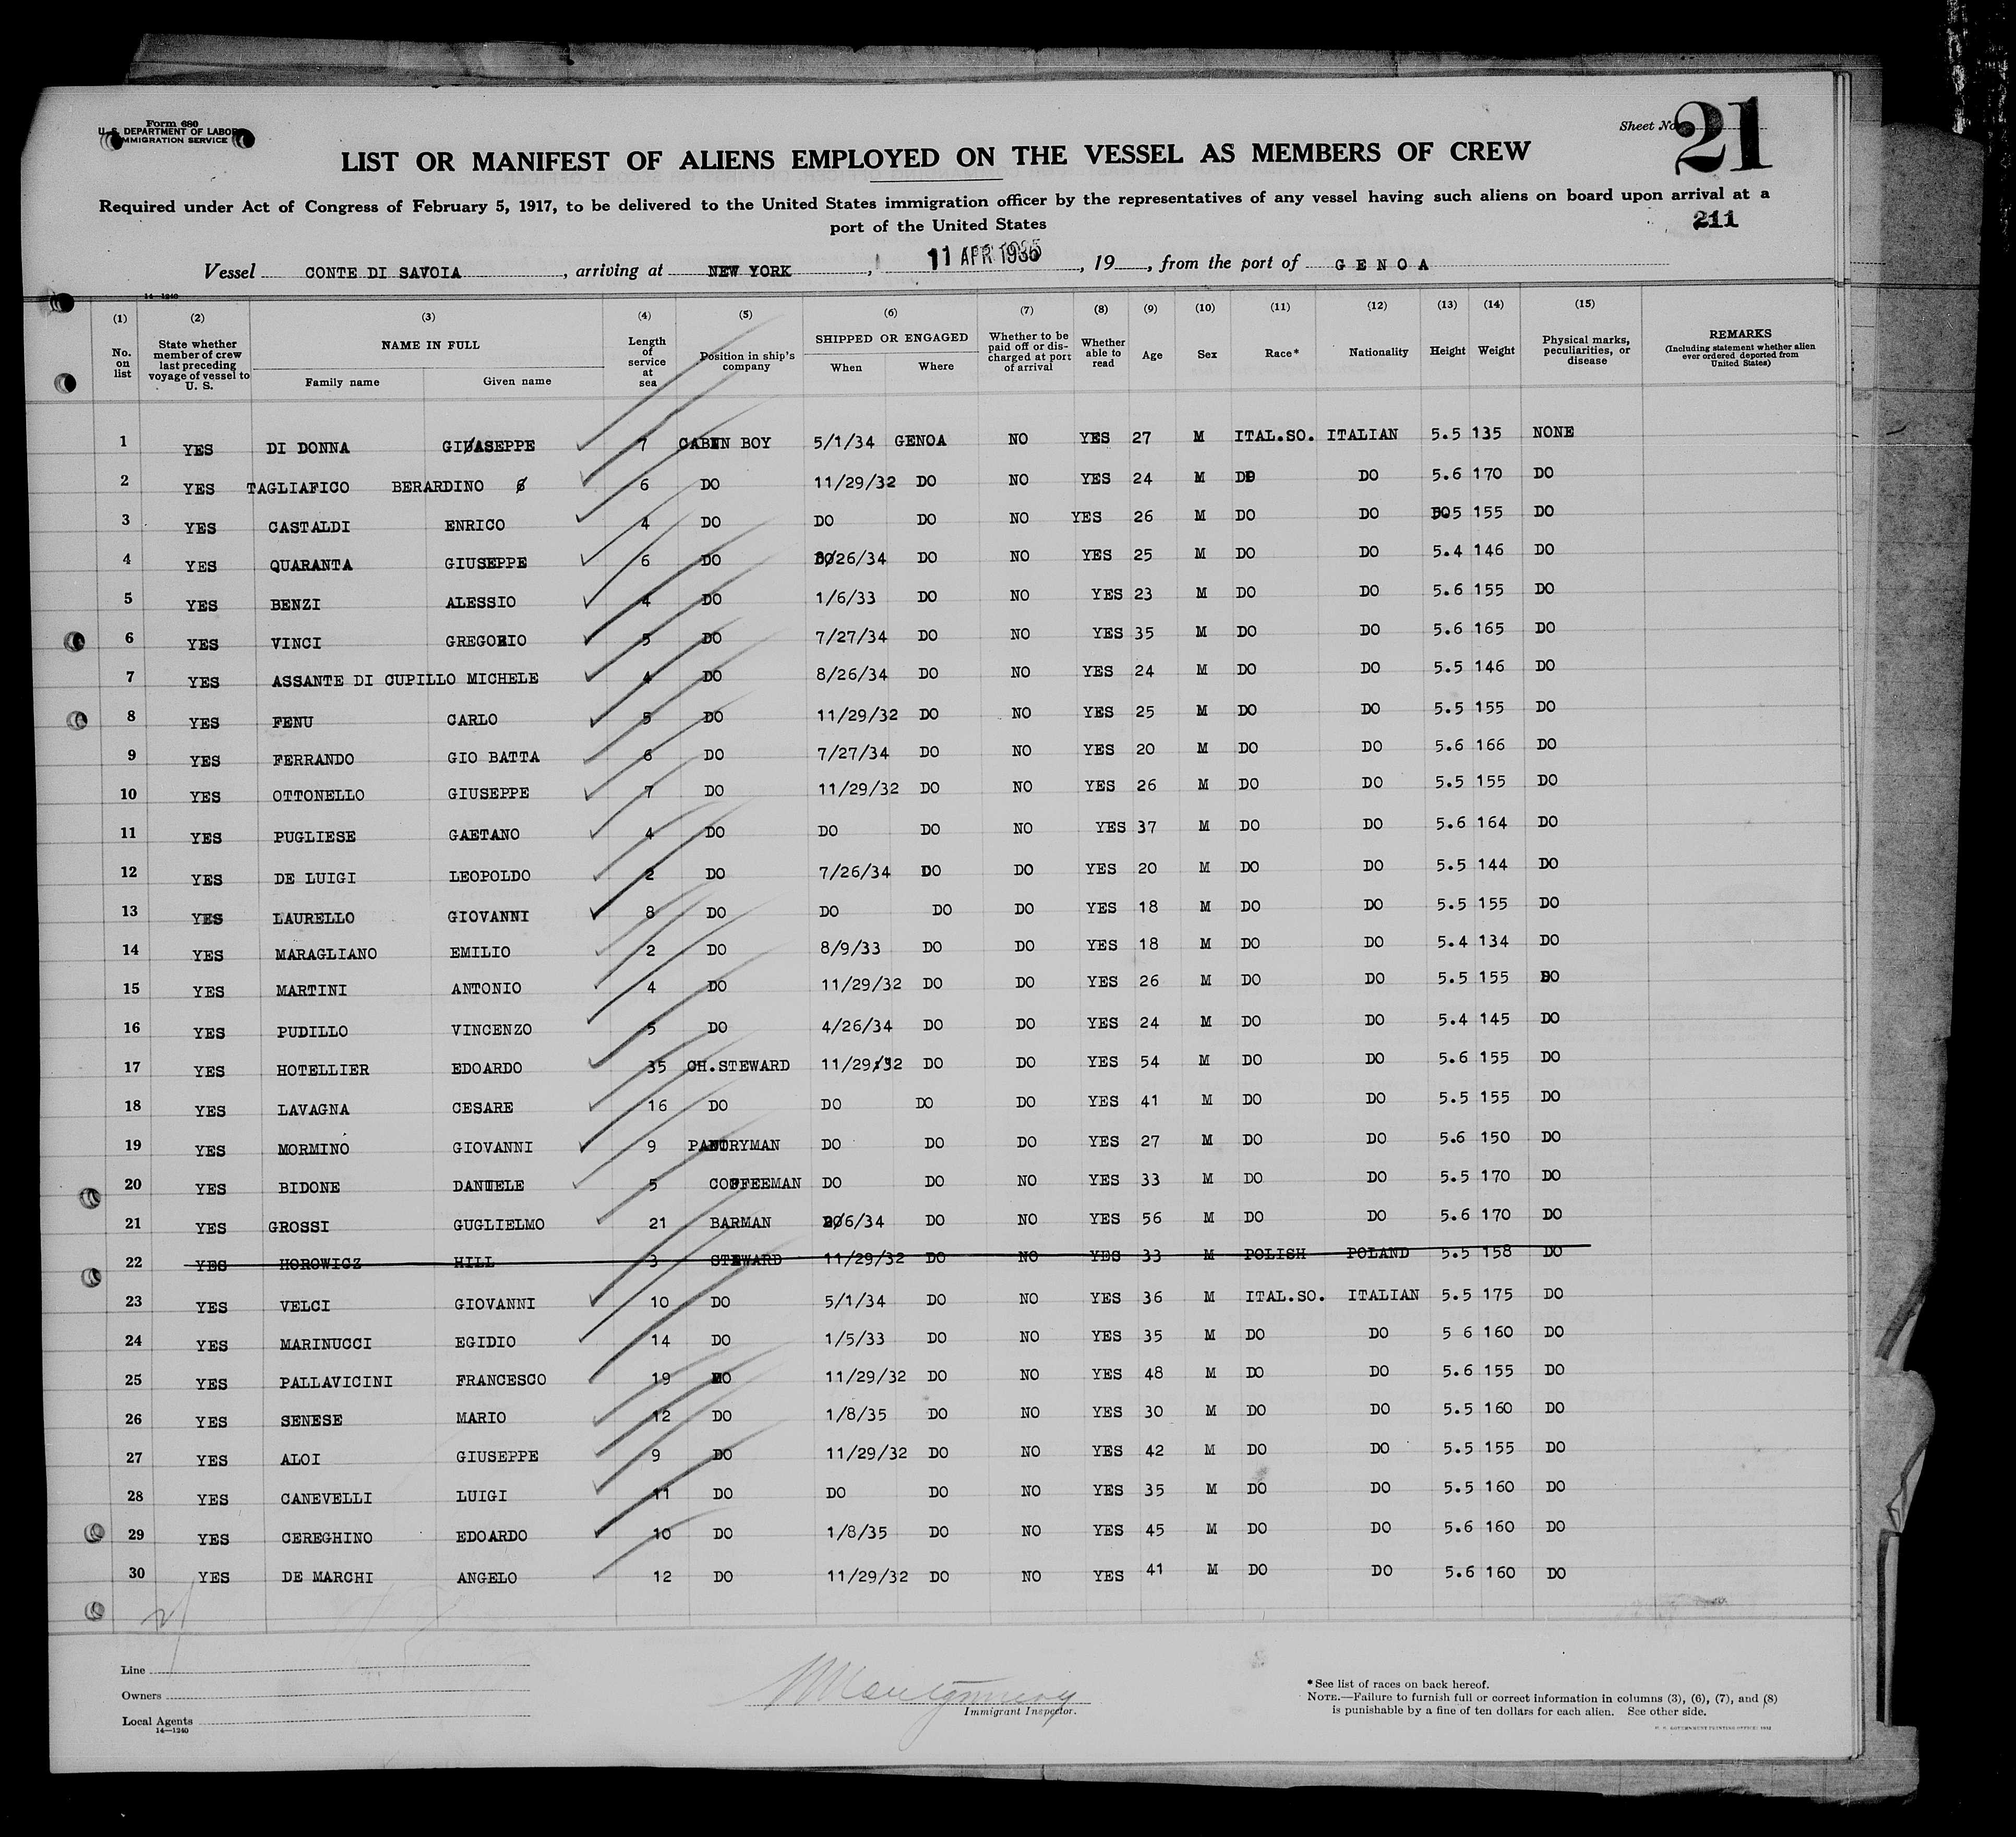 Form 680
U. S. DEPARTMENT OF LABOR
IMMIGRATION SERVICE
Sheet No. 21
LIST OR MANIFEST OF ALIENS EMPLOYED ON THE VESSEL AS MEMBERS OF CREW
Required under Act of Congress of February 5, 1917, to be delivered to the United States immigration officer by the representatives of any vessel having such aliens on board upon arrival at a
port of the United States
211
Vessel CONTE DI SAVOIA, arriving at NEW YORK, 11 APR 1935, 19, from the port of GENOA
14-1240
(1) (2) (3) (4) (5) (6) (7) (8) (9) (10) (11) (12) (13) (14) (15)
No. on list
State whether member of crew last preceding voyage of vessel to U. S.
NAME IN FULL
Family name Given name
Length of service at sea
Position in ship's company
SHIPPED OR ENGAGED
When Where
Whether to be paid off or discharged at port of arrival
Whether able to read
Age
Sex
Race*
Nationality
Height
Weight
Physical marks, peculiarities, or disease
REMARKS
(Including statement whether alien ever ordered deported from United States)
1 YES DI DONNA GIUASEPPE 7 CABIN BOY 5/1/34 GENOA NO YES 27 M ITAL.SO. ITALIAN 5.5 135 NONE
2 YES TAGLIAFICO BERARDINO 6 DO 11/29/32 DO NO YES 24 M DO DO 5.6 170 DO
3 YES CASTALDI ENRICO 4 DO DO DO NO YES 26 M DO DO 5 155 DO
4 YES QUARANTA GIUSEPPE 6 DO 26/34 DO NO YES 25 M DO DO 5.4 146 DO
5 YES BENZI ALESSIO 4 DO 1/6/33 DO NO YES 23 M DO DO 5.6 155 DO
6 YES VINCI GREGORIO 5 DO 7/27/34 DO NO YES 35 M DO DO 5.6 165 DO
7 YES ASSANTE DI CUPILLO MICHELE 4 DO 8/26/34 DO NO YES 24 M DO DO 5.5 146 DO
8 YES FENU CARLO 5 DO 11/29/32 DO NO YES 25 M DO DO 5.5 155 DO
9 YES FERRANDO GIO BATTA 6 DO 7/27/34 DO NO YES 20 M DO DO 5.6 166 DO
10 YES OTTONELLO GIUSEPPE 7 DO 11/29/32 DO NO YES 26 M DO DO 5.5 155 DO
11 YES PUGLIESE GAETANO 4 DO DO DO NO YES 37 M DO DO 5.6 164 DO
12 YES DE LUIGI LEOPOLDO 2 DO 7/26/34 DO DO YES 20 M DO DO 5.5 144 DO
13 YES LAURELLO GIOVANNI 8 DO DO DO DO YES 18 M DO DO 5.5 155 DO
14 YES MARAGLIANO EMILIO 2 DO 8/9/33 DO DO YES 18 M DO DO 5.4 134 DO
15 YES MARTINI ANTONIO 4 DO 11/29/32 DO DO YES 26 M DO DO 5.5 155 DO
16 YES PUDILLO VINCENZO 5 DO 4/26/34 DO DO YES 24 M DO DO 5.4 145 DO
17 YES HOTELLIER EDOARDO 35 CH.STEWARD 11/29/32 DO DO YES 54 M DO DO 5.6 155 DO
18 YES LAVAGNA CESARE 16 DO DO DO DO YES 41 M DO DO 5.5 155 DO
19 YES MORMINO GIOVANNI 9 PANTRYMAN DO DO DO YES 27 M DO DO 5.6 150 DO
20 YES BIDONE DANIELE 5 COFFEEMAN DO DO NO YES 33 M DO DO 5.5 170 DO
21 YES GROSSI GUGLIELMO 21 BARMAN 6/34 DO NO YES 56 M DO DO 5.6 170 DO
22 YES HOROWICZ HILL 3 STEWARD 11/29/32 DO NO YES 33 M POLISH POLAND 5.5 158 DO
23 YES VELCI GIOVANNI 10 DO 5/1/34 DO NO YES 36 M ITAL.SO. ITALIAN 5.5 175 DO
24 YES MARINUCCI EGIDIO 14 DO 1/5/33 DO NO YES 35 M DO DO 5 6 160 DO
25 YES PALLAVICINI FRANCESCO 19 DO 11/29/32 DO NO YES 48 M DO DO 5.6 155 DO
26 YES SENESE MARIO 12 DO 1/8/35 DO NO YES 30 M DO DO 5.5 160 DO
27 YES ALOI GIUSEPPE 9 DO 11/29/32 DO NO YES 42 M DO DO 5.5 155 DO
28 YES CANEVELLI LUIGI 11 DO DO DO NO YES 35 M DO DO 5.5 160 DO
29 YES CEREGHINO EDOARDO 10 DO 1/8/35 DO NO YES 45 M DO DO 5.6 160 DO
30 YES DE MARCHI ANGELO 12 DO 11/29/32 DO NO YES 41 M DO DO 5.6 160 DO
Line
Owners
Local Agents
14-1240
Montgomery
Immigrant Inspector.
* See list of races on back hereof.
NOTE.—Failure to furnish full or correct information in columns (3), (6), (7), and (8)
is punishable by a fine of ten dollars for each alien. See other side.